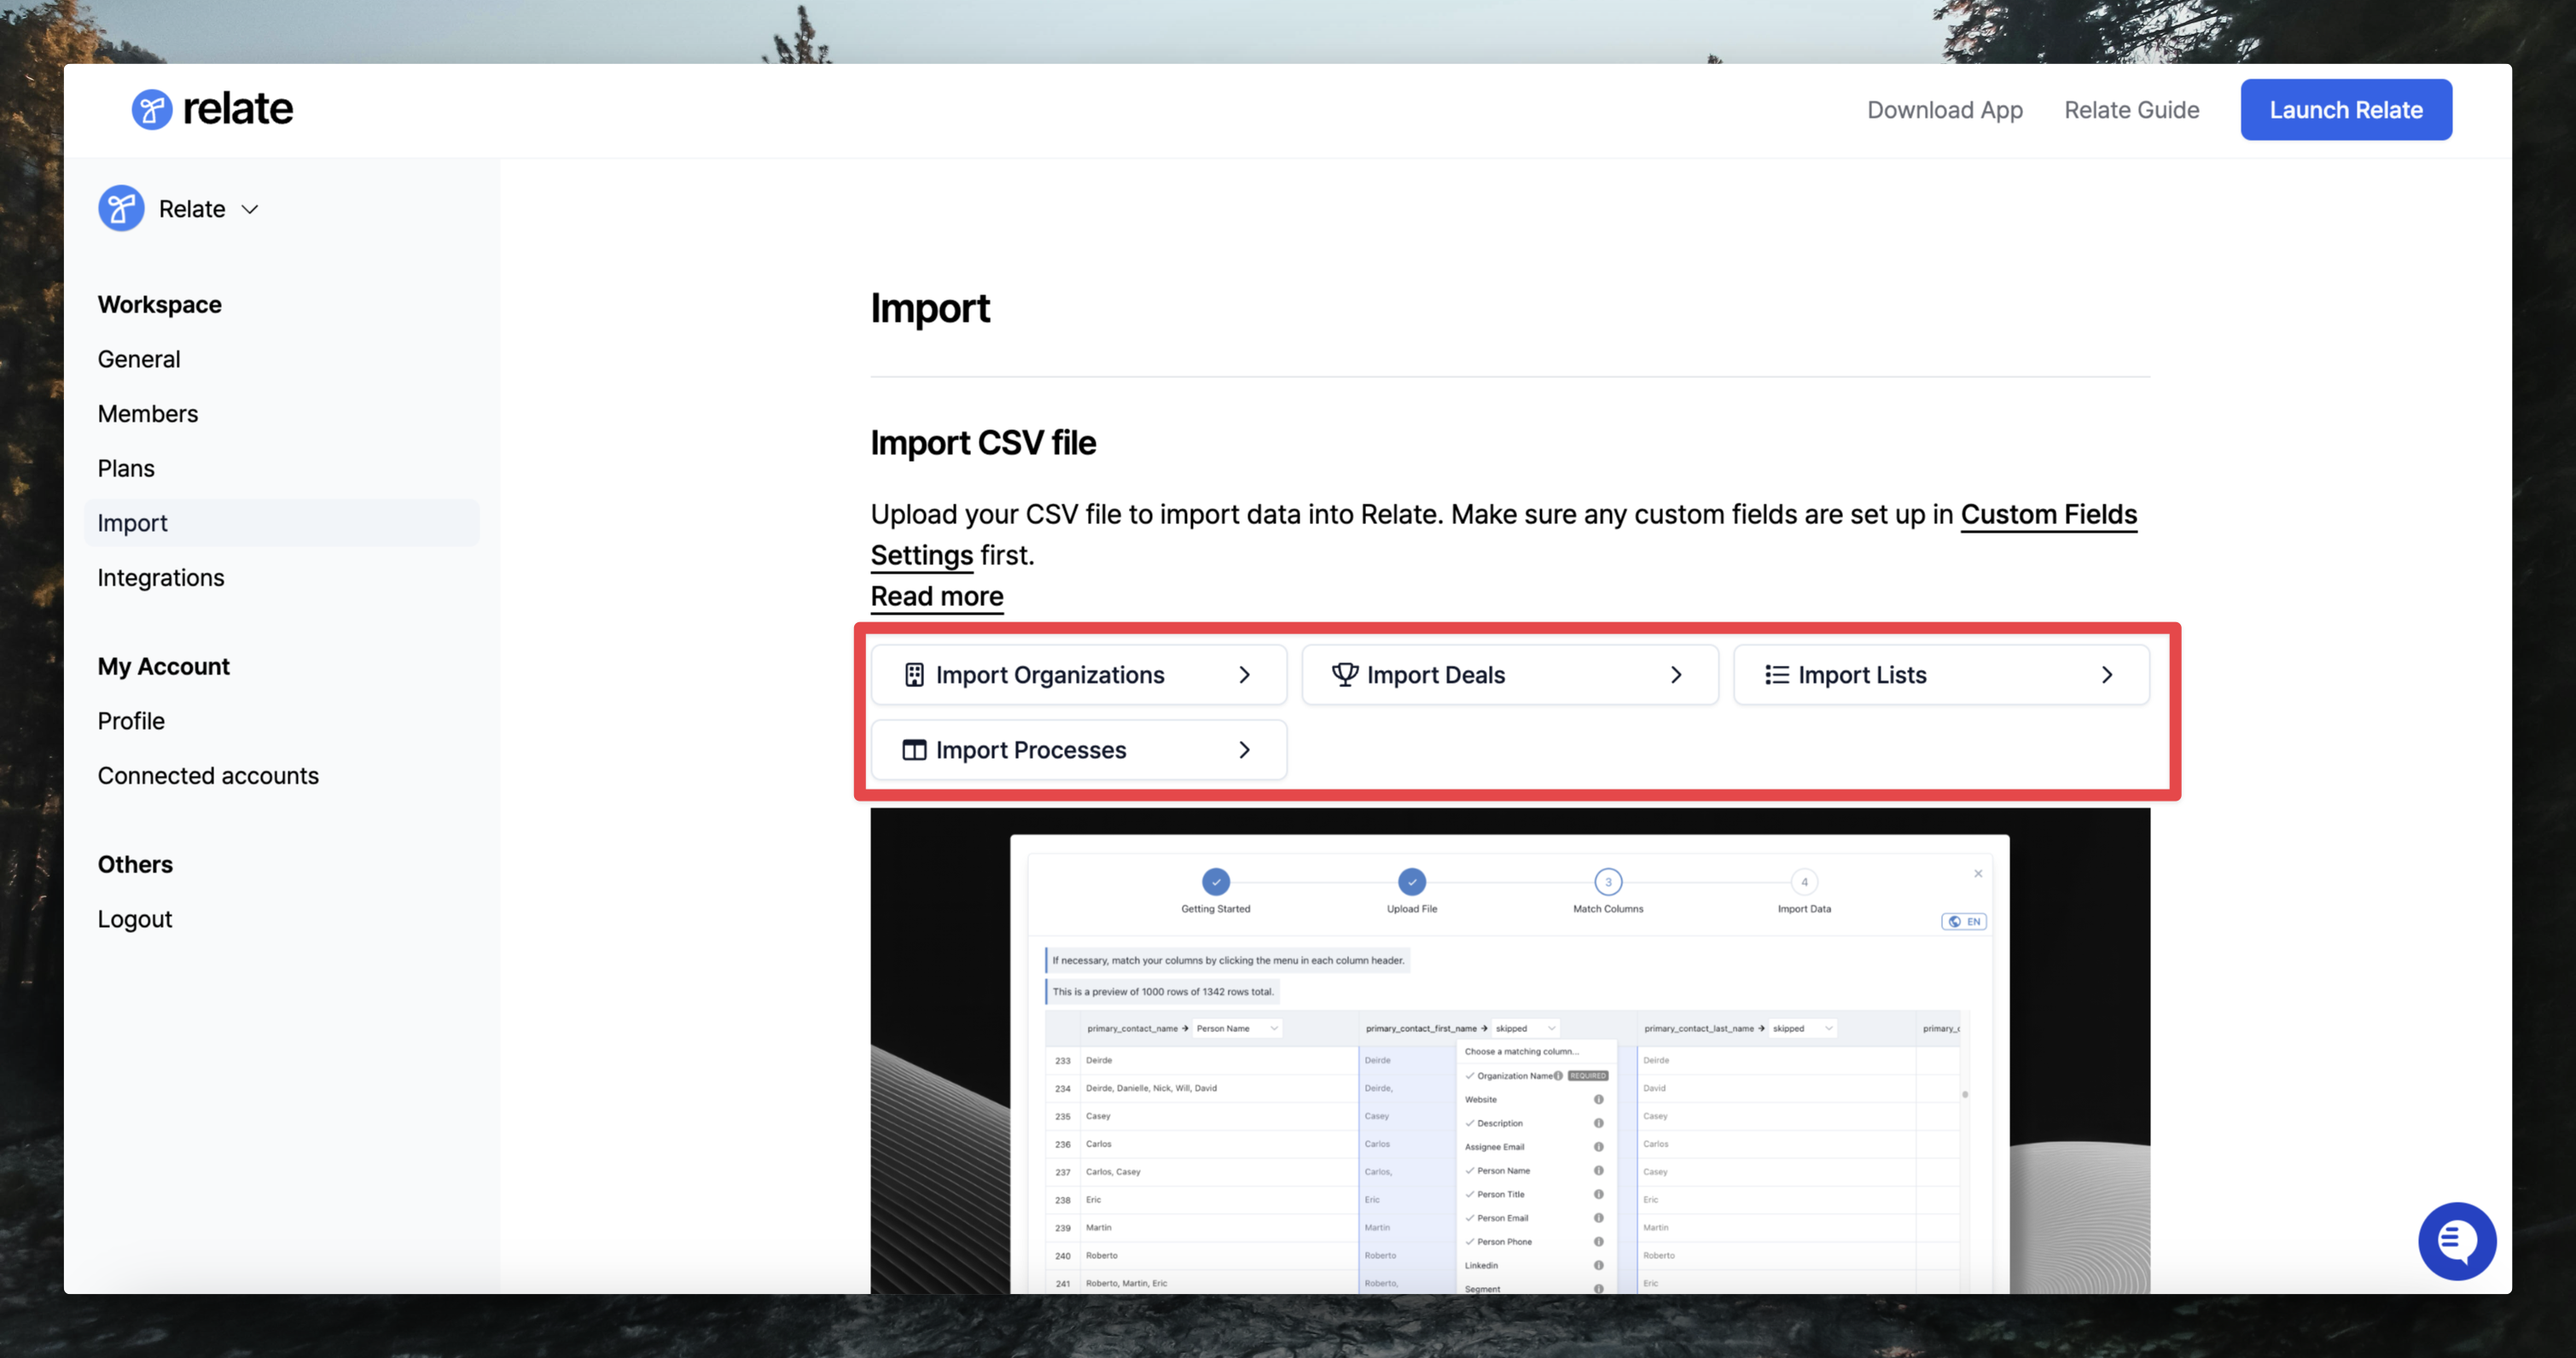 relate
Download App
Relate Guide
Launch Relate
Relate
Workspace
General
Members
Plans
Import
Integrations
My Account
Profile
Connected accounts
Others
Logout
Import
Import CSV file
Upload your CSV file to import data into Relate. Make sure any custom fields are set up in Custom Fields
Settings first.
Read more
Import Organizations
Import Deals
Import Lists
Import Processes
3
4
Getting Started
Upload File
Match Columns
Import Data
EN
If necessary, match your columns by clicking the menu in each column header.
This is a preview of 1000 rows of 1342 rows total.
primary_contact_name → Person Name
primary_contact_first_name → skipped
primary_contact_last_name → skipped
primary_c
Choose a matching column...
Organization Name REQUIRED
Website
Description
Assignee Email
Person Name
Person Title
Person Email
Person Phone
Linkedin
Segment
233 Deirde Deirde Deirde
234 Deirde, Danielle, Nick, Will, David Deirde, David
235 Casey Casey Casey
236 Carlos Carlos Carlos
237 Carlos, Casey Carlos, Casey
238 Eric Eric Eric
239 Martin Martin Martin
240 Roberto Roberto Roberto
241 Roberto, Martin, Eric Roberto, Eric